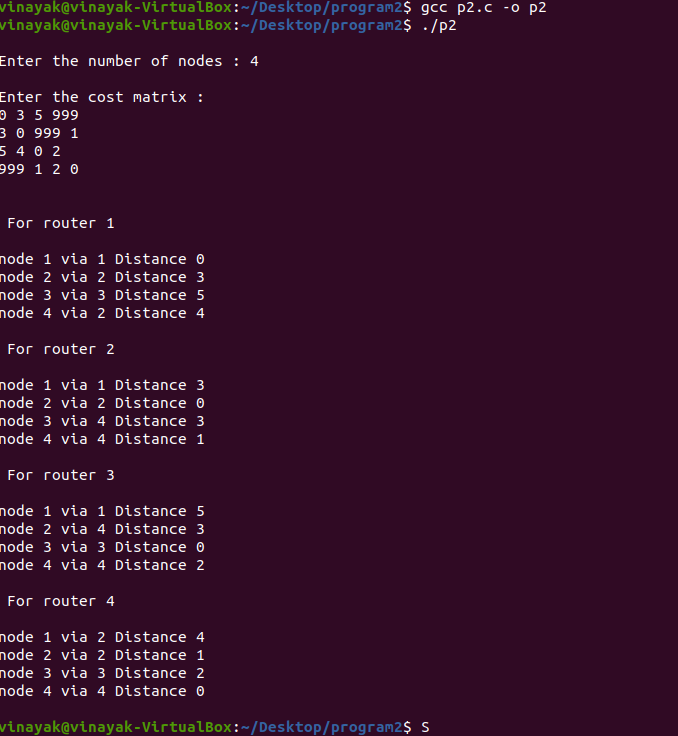 vinayak@vinayak-VirtualBox:~/Desktop/program2$ gcc p2.c -o p2
vinayak@vinayak-VirtualBox:~/Desktop/program2$ ./p2
Enter the number of nodes : 4
Enter the cost matrix :
0 3 5 999
3 0 999 1
5 4 0 2
999 1 2 0
For router 1
node 1 via 1 Distance 0
node 2 via 2 Distance 3
node 3 via 3 Distance 5
node 4 via 2 Distance 4
For router 2
node 1 via 1 Distance 3
node 2 via 2 Distance 0
node 3 via 4 Distance 3
node 4 via 4 Distance 1
For router 3
node 1 via 1 Distance 5
node 2 via 4 Distance 3
node 3 via 3 Distance 0
node 4 via 4 Distance 2
For router 4
node 1 via 2 Distance 4
node 2 via 2 Distance 1
node 3 via 3 Distance 2
node 4 via 4 Distance 0
vinayak@vinayak-VirtualBox:~/Desktop/program2$ S